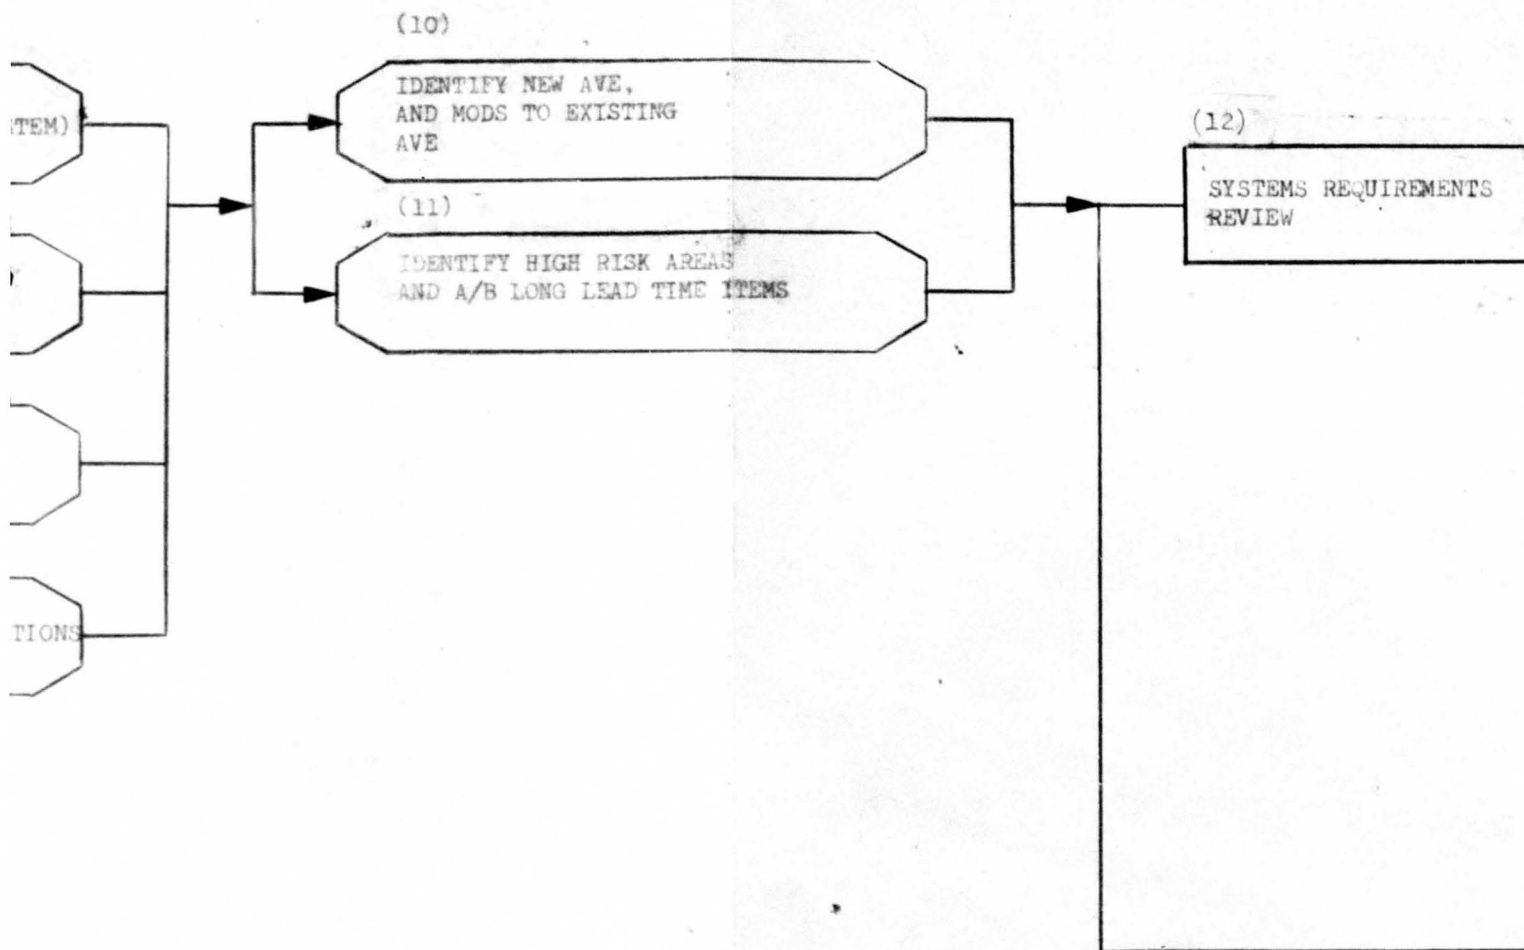 (10)
IDENTIFY NEW AVE,
AND MODS TO EXISTING
AVE
(11)
IDENTIFY HIGH RISK AREAS
AND A/B LONG LEAD TIME ITEMS
(12)
SYSTEMS REQUIREMENTS
REVIEW
TEM)
TIONS